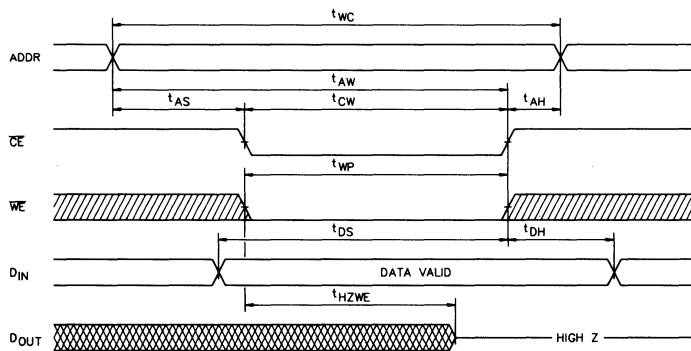 tWC
ADDR
tAW
tAS
tCW
tAH
CE
tWP
WE
tDS
tDH
DIN
DATA VALID
tHZWE
DOUT
HIGH Z